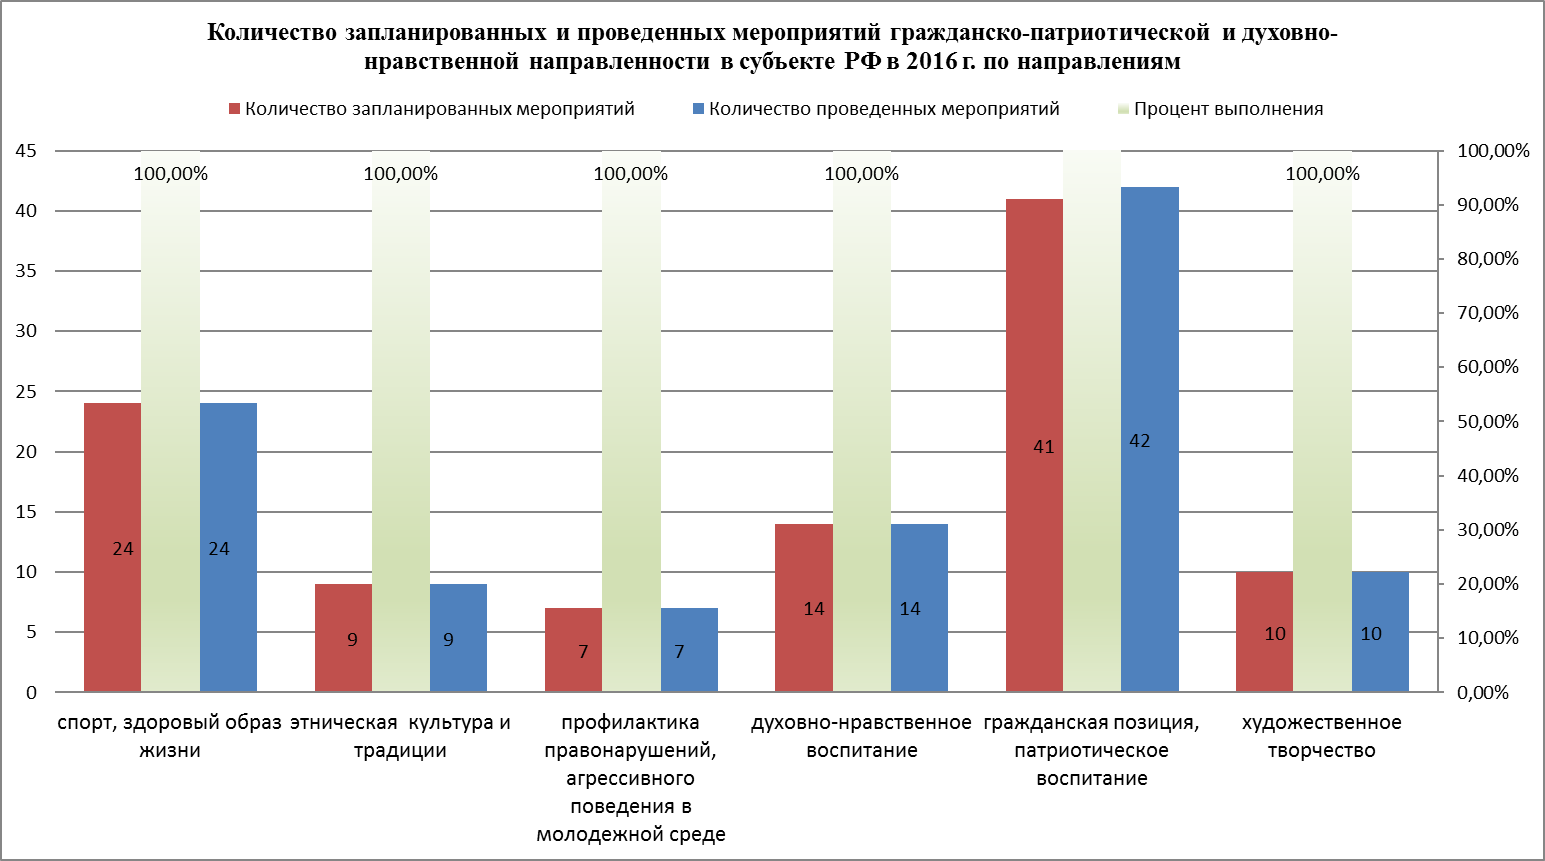 Количество запланированных и проведенных мероприятий гражданско-патриотической и духовно-
нравственной направленности в субъекте РФ в 2016 г. по направлениям
Количество запланированных мероприятий
Количество проведенных мероприятий
Процент выполнения
45
40
35
30
25
20
15
10
5
0
100,00%
90,00%
80,00%
70,00%
60,00%
50,00%
40,00%
30,00%
20,00%
10,00%
0,00%
100,00%
100,00%
100,00%
100,00%
100,00%
24
24
9
9
7
7
14
14
41
42
10
10
спорт, здоровый образ
жизни
этническая культура и
традиции
профилактика
правонарушений,
агрессивного
поведения в
молодежной среде
духовно-нравственное
воспитание
гражданская позиция,
патриотическое
воспитание
художественное
творчество